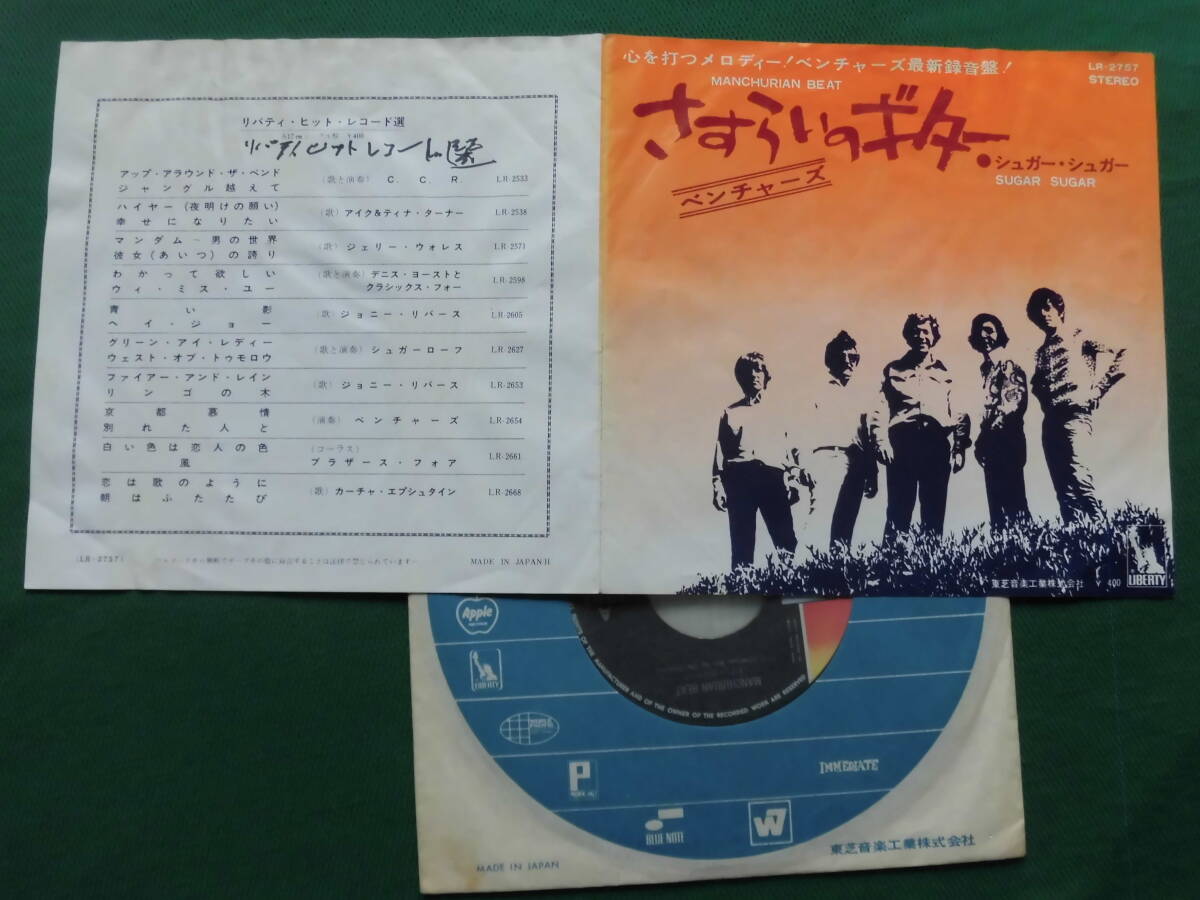 リバティ・ヒット・レコード選
アップ・アラウンド・ザ・ベンド
ジャングル越えて
(歌と演奏) C. C. R.
LR-2533
ハイヤー (夜明けの願い)
幸せになりたい
(歌) アイク&ティナ・ターナー
LR-2538
マンダム~男の世界
彼女(あいつ)の誇り
(歌) ジェリー・ウォレス
LR-2571
わかって欲しい
ウィ・ミス・ユー
(歌と演奏) デニス・ヨーストと
クラシックス・フォー
LR-2598
青い影
ヘイ・ジョー
(歌) ジョニー・リバース
LR-2605
グリーン・アイ・レディー
ウェスト・オブ・トゥモロウ
(歌と演奏) シュガーローフ
LR-2627
ファイアー・アンド・レイン
リンゴの木
(歌) ジョニー・リバース
LR-2653
京都慕情
別れた人と
(演奏) ベンチャーズ
LR-2654
白い色は恋人の色
風
(コーラス)
ブラザース・フォア
LR-2661
恋は歌のように
朝はふたたび
(歌) カーチャ・エプシュタイン
LR-2668
(LR-2757)
MADE IN JAPAN H
心を打つメロディー!ベンチャーズ最新録音盤!
LR-2757
STEREO
MANCHURIAN BEAT
さすらいのギター
●シュガー・シュガー
SUGAR SUGAR
ベンチャーズ
LIBERTY
東芝音楽工業株式会社
400
Apple
LIBERTY
MANCHURIAN BEAT
OF THE MANUFACTURER AND OF THE OWNER OF THE RECORDED WORK ARE RESERVED
P
IMMEDIATE
BLUE NOTE
W7
東芝音楽工業株式会社
MADE IN JAPAN